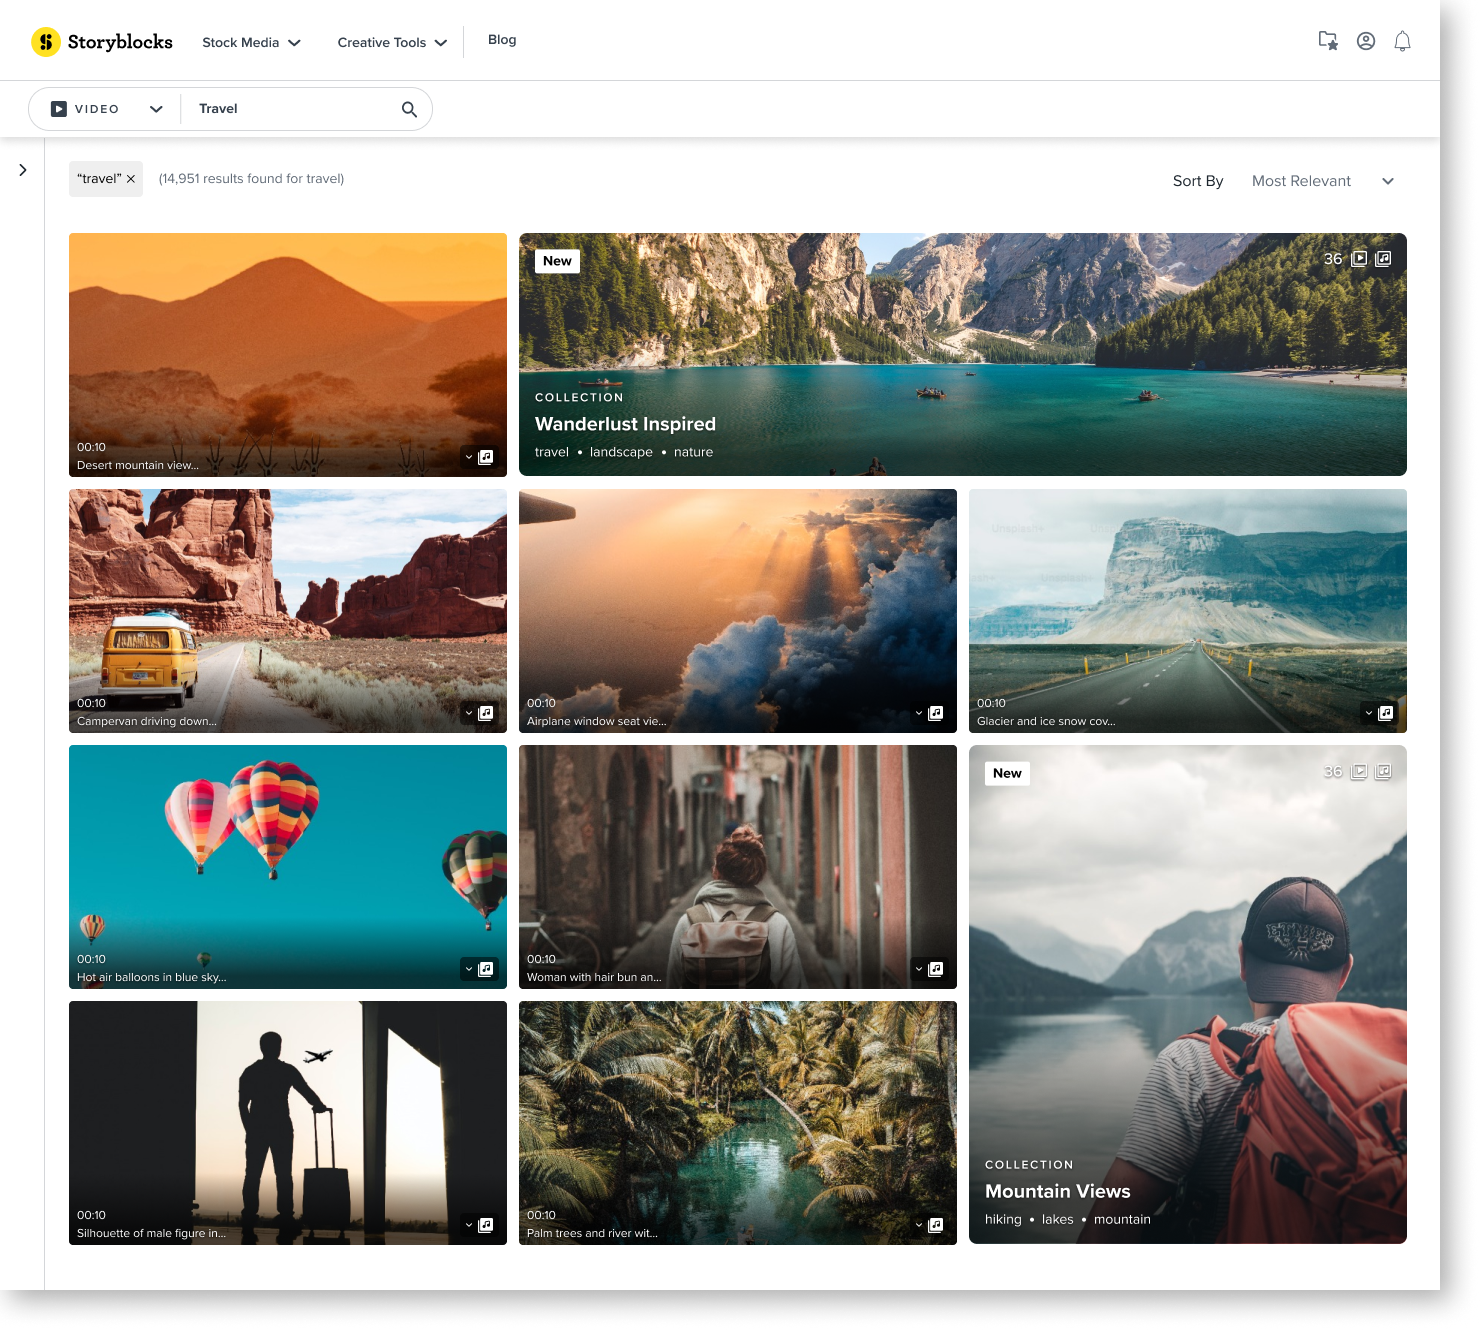 Storyblocks
Stock Media
Creative Tools
Blog
VIDEO
Travel
“travel” ×
(14,951 results found for travel)
Sort By
Most Relevant
00:10
Desert mountain view...
New
36
COLLECTION
Wanderlust Inspired
travel • landscape • nature
00:10
Campervan driving down...
00:10
Airplane window seat vie...
Unsplash+
Unsplash+
00:10
Glacier and ice snow cov...
00:10
Hot air balloons in blue sky...
00:10
Woman with hair bun an...
New
36
COLLECTION
Mountain Views
hiking • lakes • mountain
00:10
Silhouette of male figure in...
00:10
Palm trees and river wit...